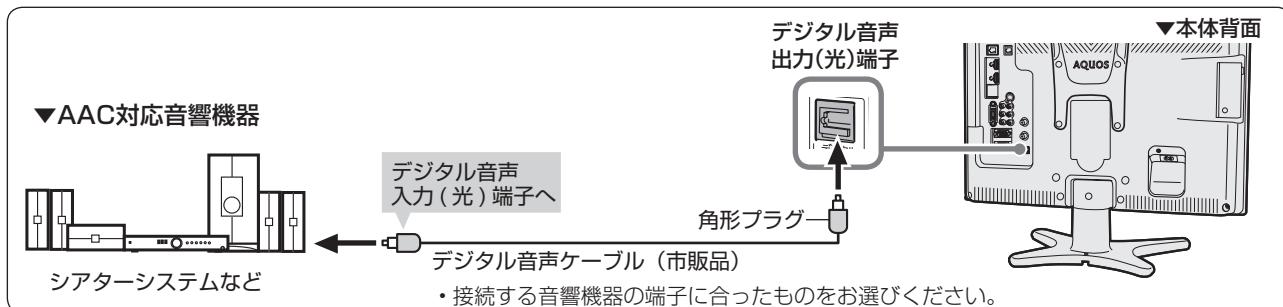 デジタル音声
出力(光)端子
▼本体背面
AQUOS
▼AAC対応音響機器
デジタル音声
入力(光)端子へ
角形プラグ
デジタル音声ケーブル（市販品）
シアターシステムなど
・接続する音響機器の端子に合ったものをお選びください。